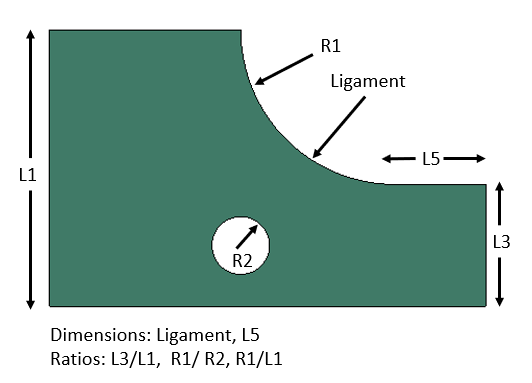 R1
Ligament
L5
L1
L3
R2
Dimensions: Ligament, L5
Ratios: L3/L1, R1/ R2, R1/L1